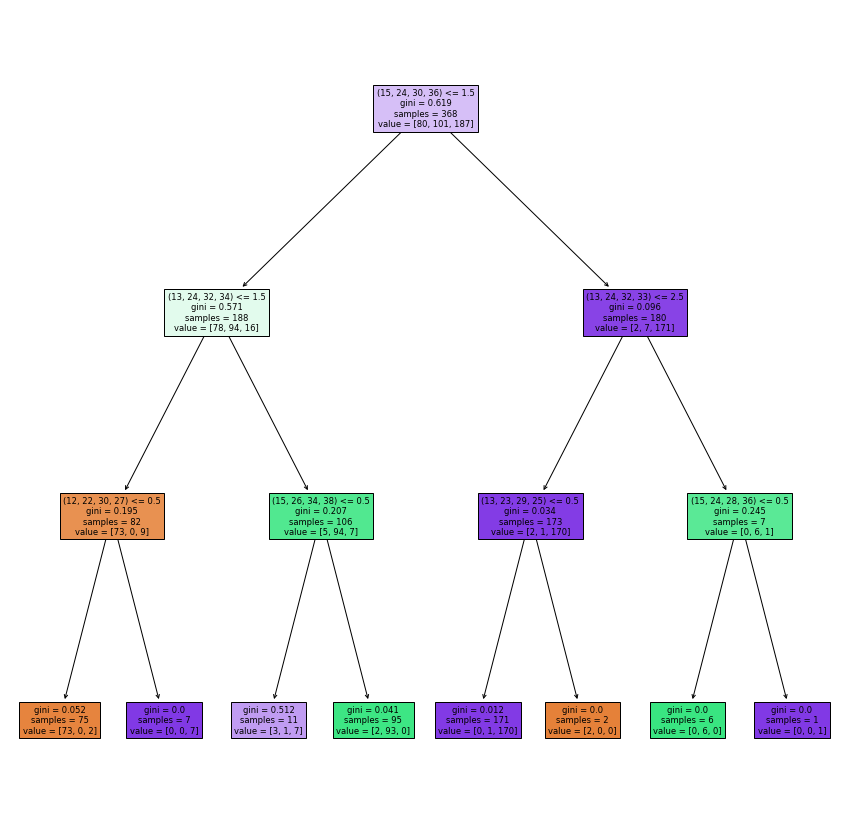 (15, 24, 30, 36) <= 1.5
gini = 0.619
samples = 368
value = [80, 101, 187]
(13, 24, 32, 34) <= 1.5
gini = 0.571
samples = 188
value = [78, 94, 16]
(13, 24, 32, 33) <= 2.5
gini = 0.096
samples = 180
value = [2, 7, 171]
(12, 22, 30, 27) <= 0.5
gini = 0.195
samples = 82
value = [73, 0, 9]
(15, 26, 34, 38) <= 0.5
gini = 0.207
samples = 106
value = [5, 94, 7]
(13, 23, 29, 25) <= 0.5
gini = 0.034
samples = 173
value = [2, 1, 170]
(15, 24, 28, 36) <= 0.5
gini = 0.245
samples = 7
value = [0, 6, 1]
gini = 0.052
samples = 75
value = [73, 0, 2]
gini = 0.0
samples = 7
value = [0, 0, 7]
gini = 0.512
samples = 11
value = [3, 1, 7]
gini = 0.041
samples = 95
value = [2, 93, 0]
gini = 0.012
samples = 171
value = [0, 1, 170]
gini = 0.0
samples = 2
value = [2, 0, 0]
gini = 0.0
samples = 6
value = [0, 6, 0]
gini = 0.0
samples = 1
value = [0, 0, 1]